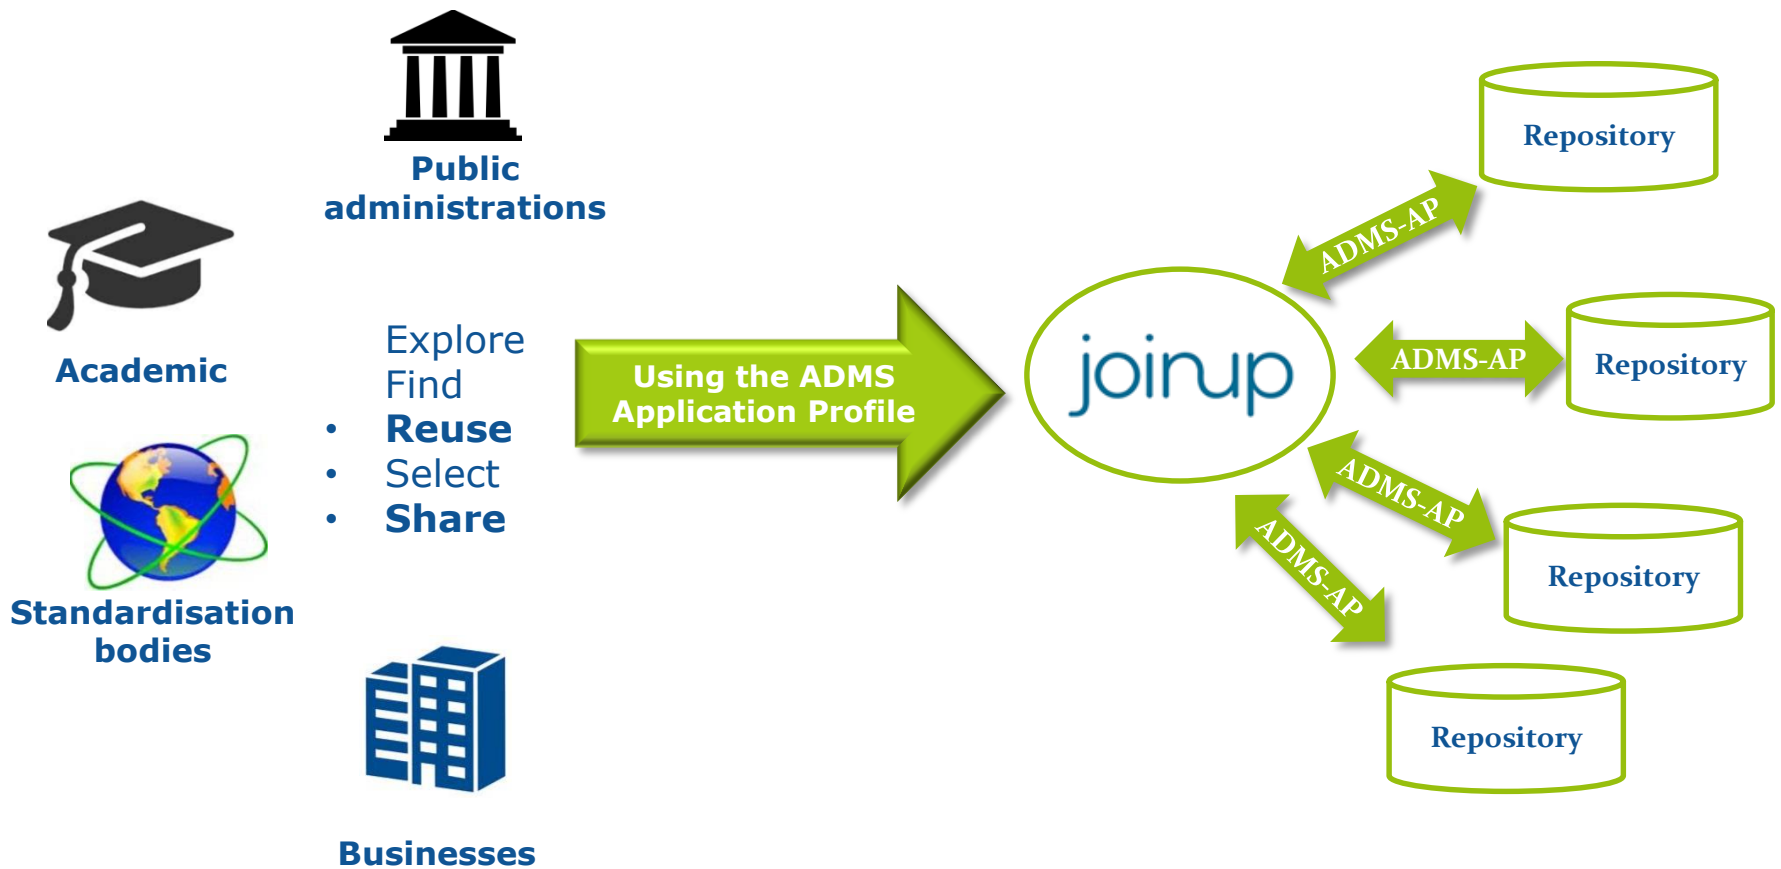 Public
administrations
Academic
Standardisation
bodies
Businesses
Explore
Find
• Reuse
• Select
• Share
Using the ADMS
Application Profile
joinup
ADMS-AP
Repository
ADMS-AP
Repository
ADMS-AP
Repository
ADMS-AP
Repository